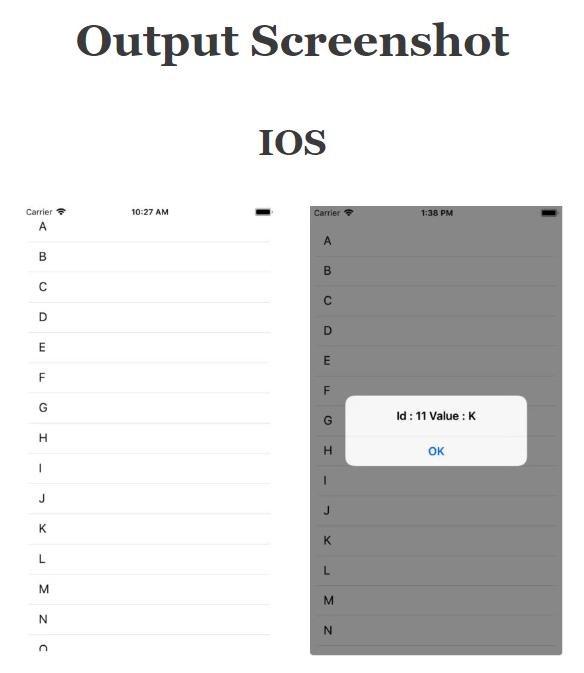 Output Screenshot
IOS
Carrier 10:27 AM
A
B
C
D
E
F
G
H
I
J
K
L
M
N
O
Carrier 1:38 PM
A
B
C
D
E
F
G
H
I
J
K
L
M
N
Id : 11 Value : K
OK